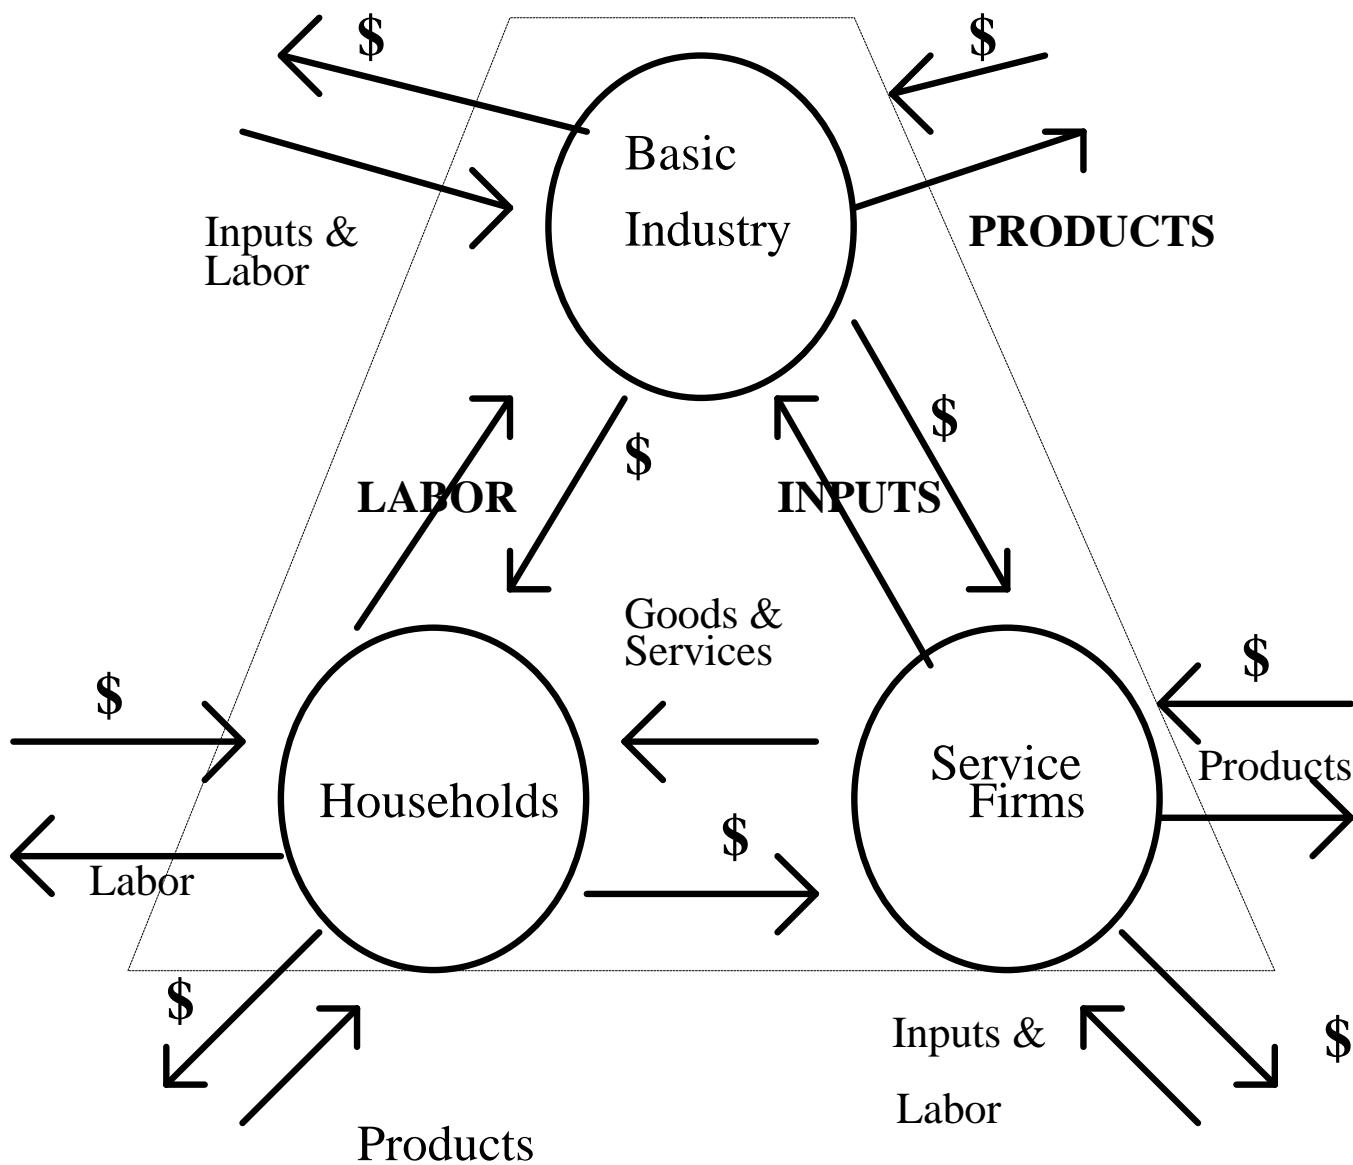 $
$
Basic
Industry
Inputs &
Labor
PRODUCTS
$
$
LABOR
INPUTS
Goods &
Services
$
$
Households
Service
Firms
Products
$
Labor
$
Inputs &
$
Labor
Products